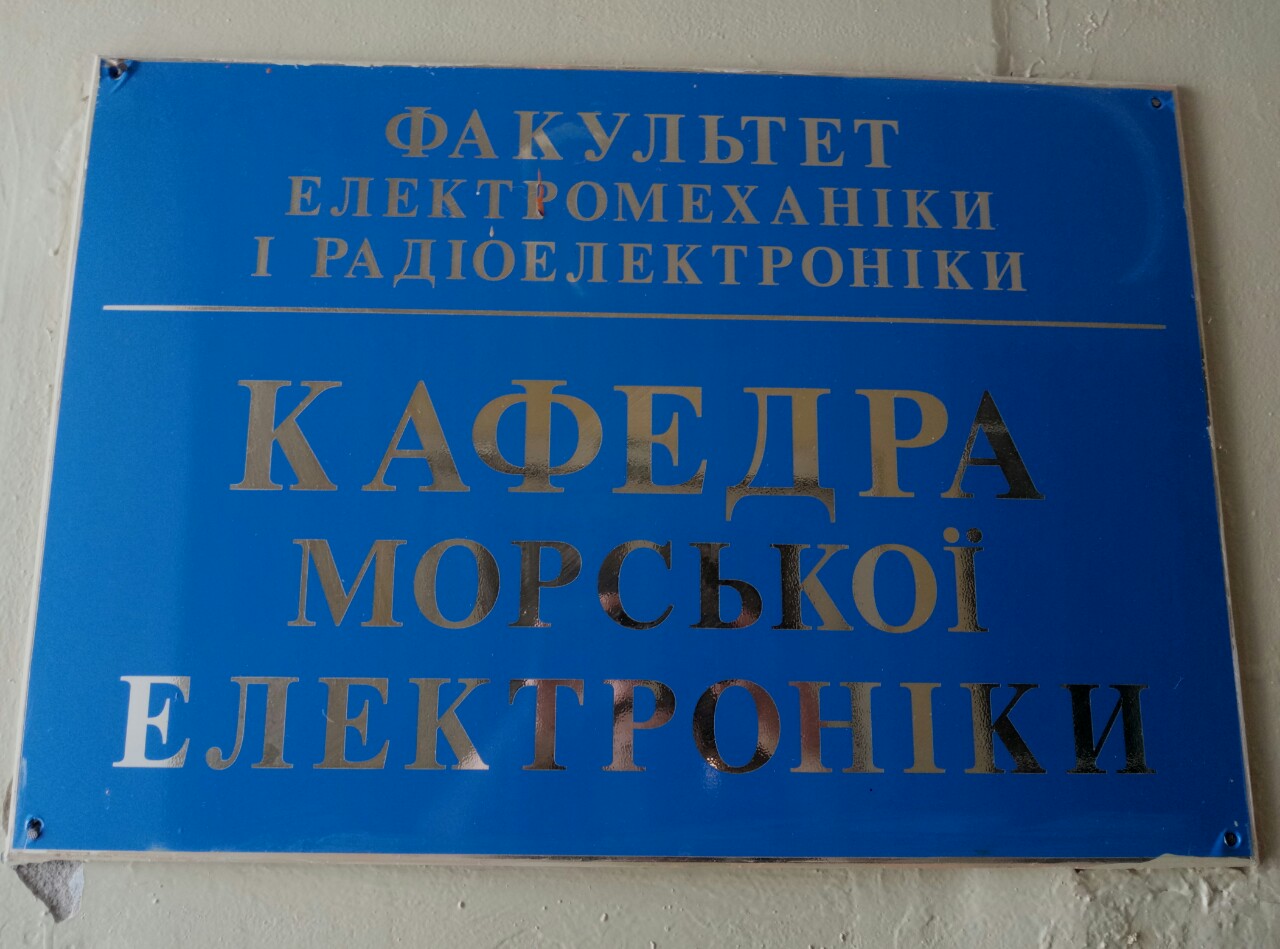 ФАКУЛЬТЕТ
ЕЛЕКТРОМЕХАНІКИ
І РАДІОЕЛЕКТРОНІКИ
КАФЕДРА
МОРСЬКОЇ
ЕЛЕКТРОНІКИ